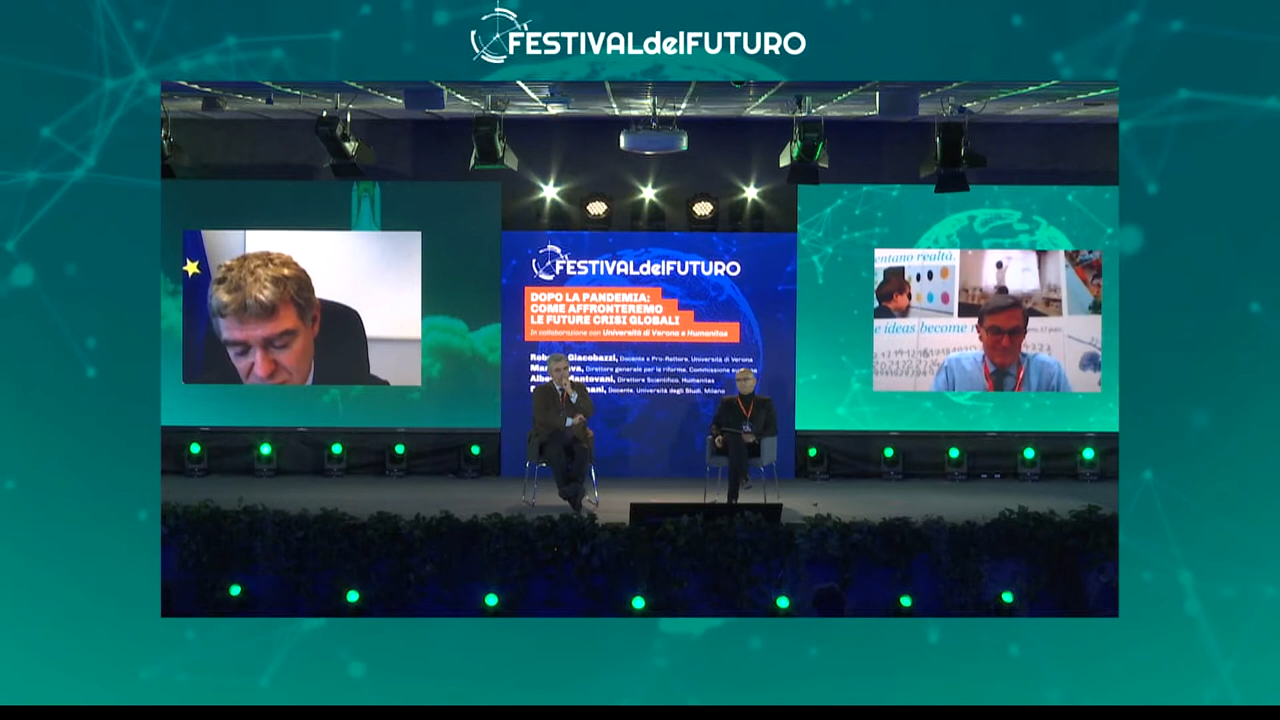 FESTIVALdelFUTURO
FESTIVALdelFUTURO
DOPO LA PANDEMIA:
COME AFFRONTEREMO
LE FUTURE CRISI GLOBALI
In collaborazione con Università di Verona e Humanitas
Giacobazzi, Docente e Pro-Rettore, Università di Verona
Direttore generale per le riforme, Commissione
Mantovani, Direttore Scientifico, Humanitas
Docente, Università degli Studi, Milano
entano realtà.
e ideas become